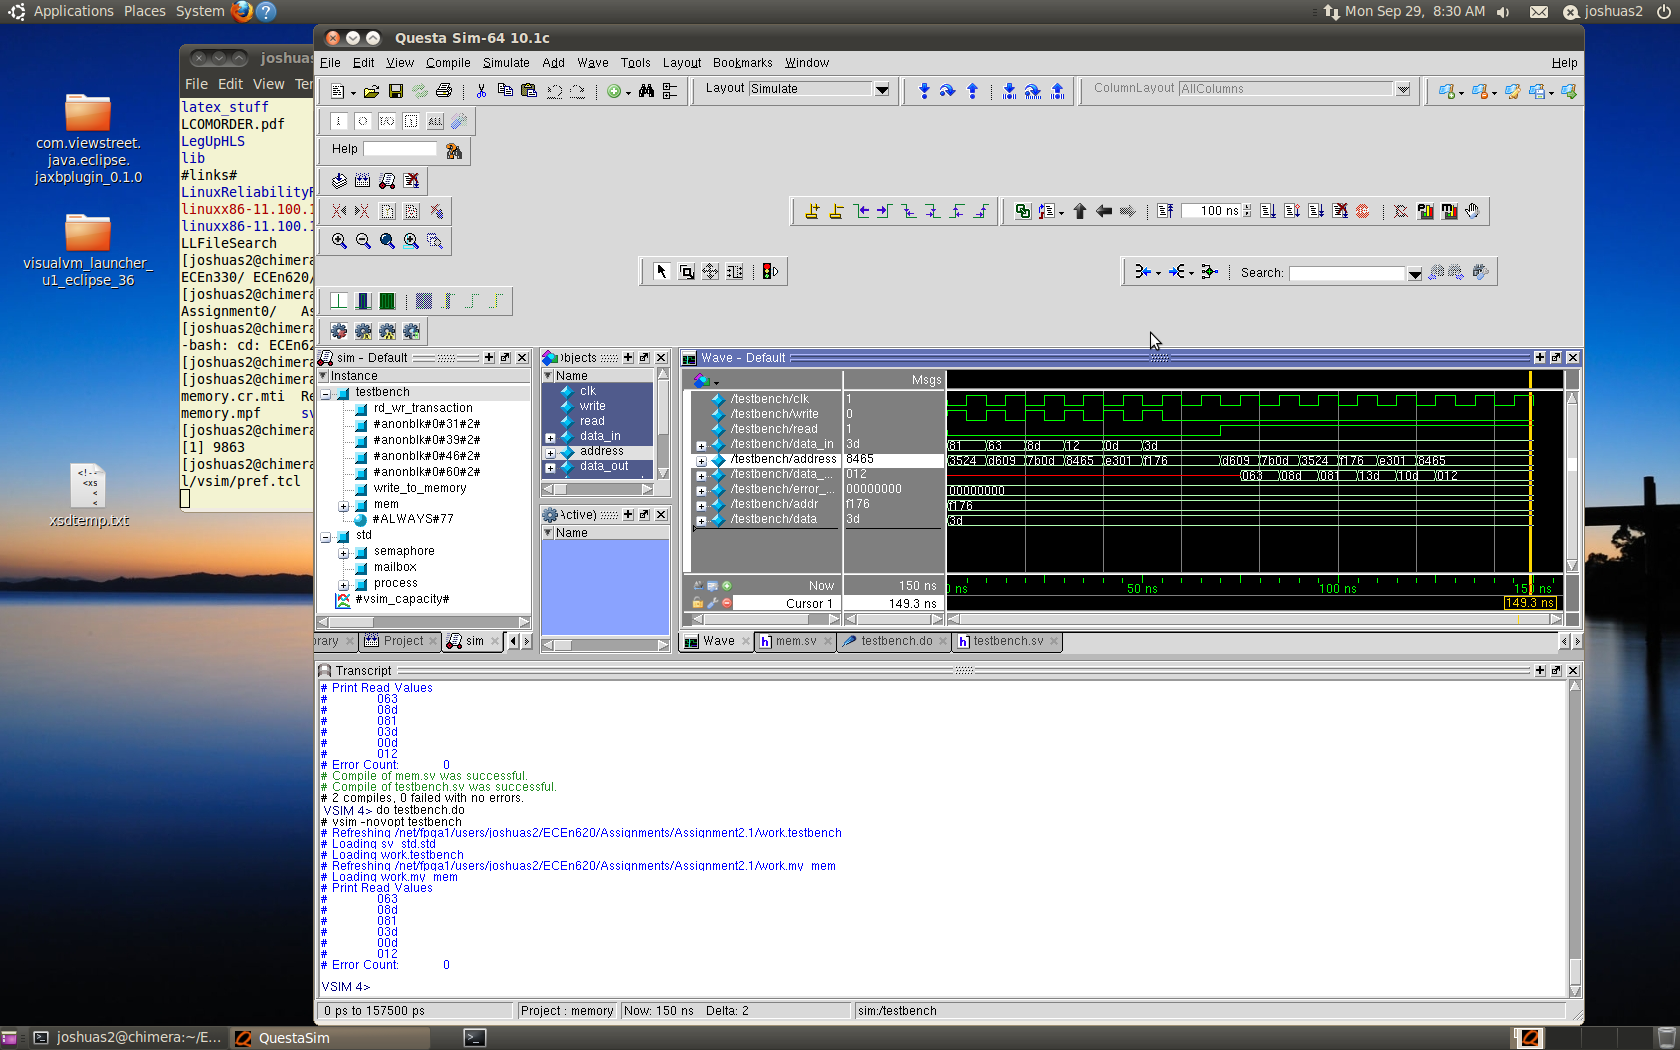 Applications Places System
Mon Sep 29, 8:30 AM
joshuas2
Questa Sim-64 10.1c
File Edit View Compile Simulate Add Wave Tools Layout Bookmarks Window Help
Layout Simulate
ColumnLayout AllColumns
Help
100 ns
Search:
com.viewstreet.
java.eclipse.
jaxbplugin_0.1.0
visualvm_launcher_
u1_eclipse_36
xsdtemp.txt
joshuas
File Edit View Te
latex_stuff
LCOMORDER.pdf
LegUpHLS
lib
#links#
LinuxReliabilityF
linuxx86-11.100.1
linuxx86-11.100.1
LLFileSearch
[joshuas2@chimera
ECEn330/ ECEn620/
[joshuas2@chimera
Assignment0/ As
[joshuas2@chimera
-bash: cd: ECEn62
[joshuas2@chimera
[joshuas2@chimera
memory.cr.mti Re
memory.mpf sv
[joshuas2@chimera
[1] 9863
[joshuas2@chimera
l/vsim/pref.tcl
sim - Default
Instance
testbench
rd_wr_transaction
#anonblk#0#31#2#
#anonblk#0#39#2#
#anonblk#0#46#2#
#anonblk#0#60#2#
write_to_memory
mem
#ALWAYS#77
std
semaphore
mailbox
process
#vsim_capacity#
rary Project sim
Objects
Name
clk
write
read
data_in
address
data_out
Active)
Name
Wave - Default
Msgs
/testbench/clk 1
/testbench/write 0
/testbench/read 1
/testbench/data_in 3d 81 63 8d 12 0d 3d
/testbench/address 8465 3524 d609 7b0d 8465 e301 f176 d609 7b0d 3524 f176 e301 8465
/testbench/data_... 012 063 08d 081 13d 10d 012
/testbench/error_... 00000000 00000000
/testbench/addr f176 f176
/testbench/data 3d 3d
Now 150 ns ns 50 ns 100 ns 150 ns
Cursor 1 149.3 ns 149.3 ns
Wave mem.sv testbench.do testbench.sv
Transcript
# Print Read Values
# 063
# 08d
# 081
# 03d
# 00d
# 012
# Error Count: 0
# Compile of mem.sv was successful.
# Compile of testbench.sv was successful.
# 2 compiles, 0 failed with no errors.
VSIM 4> do testbench.do
# vsim -novopt testbench
# Refreshing /net/fpga1/users/joshuas2/ECEn620/Assignments/Assignment2.1/work.testbench
# Loading sv_std.std
# Loading work.testbench
# Refreshing /net/fpga1/users/joshuas2/ECEn620/Assignments/Assignment2.1/work.my_mem
# Loading work.my_mem
# Print Read Values
# 063
# 08d
# 081
# 03d
# 00d
# 012
# Error Count: 0
VSIM 4>
0 ps to 157500 ps Project : memory Now: 150 ns Delta: 2 sim:/testbench
joshuas2@chimera:~/E... QuestaSim